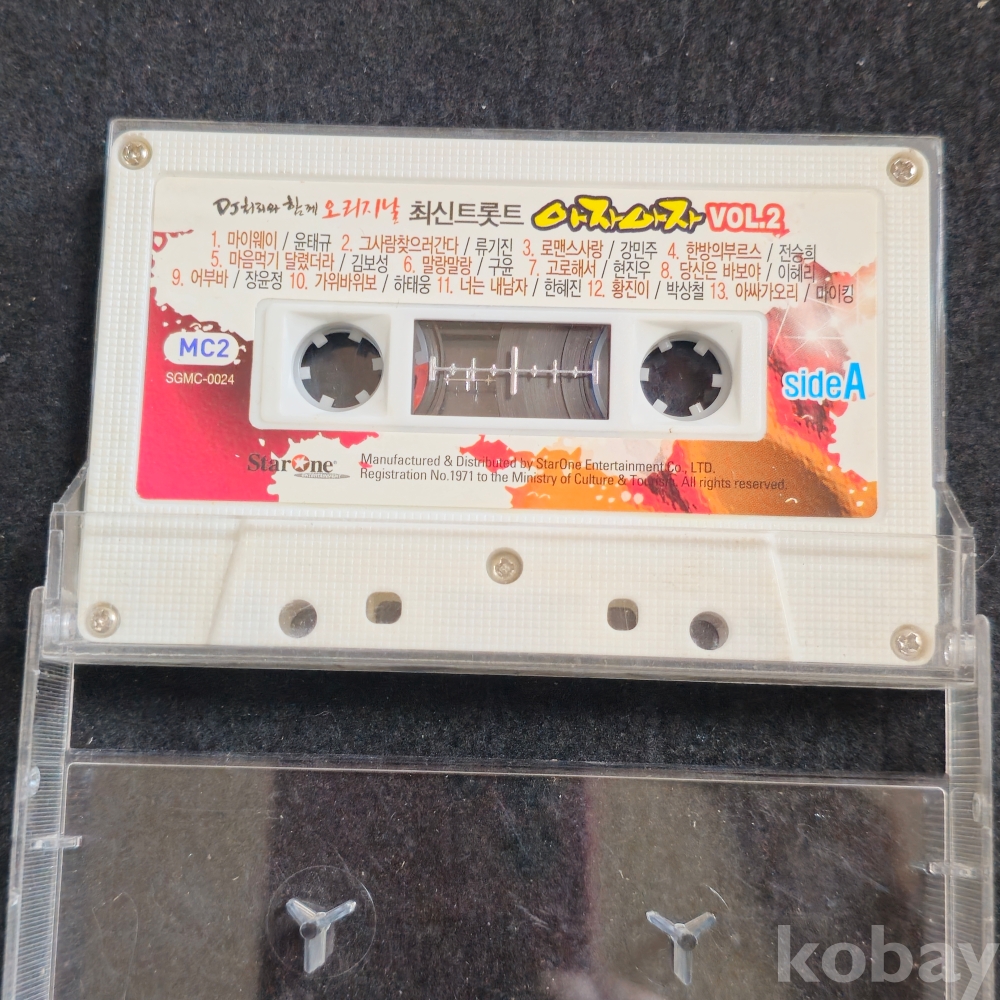 DJ처리와 함께 오리지날 최신트롯트 아자아자 VOL.2
1. 마이웨이 / 윤태규 2. 그사람찾으러간다 / 류기진 3. 로맨스사랑 / 강민주 4. 한방의부르스 / 전승희
5. 마음먹기 달렸더라 / 김보성 6. 말랑말랑 / 구윤 7. 고로해서 / 현진우 8. 당신은 바보야 / 이혜리
9. 어부바 / 장윤정 10. 가위바위보 / 하태웅 11. 너는 내남자 / 한혜진 12. 황진이 / 박상철 13. 아싸가오리 / 마이킹
MC2
SGMC-0024
sideA
StarOne
ENTERTAINMENT
Manufactured & Distributed by StarOne Entertainment Co., LTD.
Registration No.1971 to the Ministry of Culture & Tourism. All rights reserved.
kobay